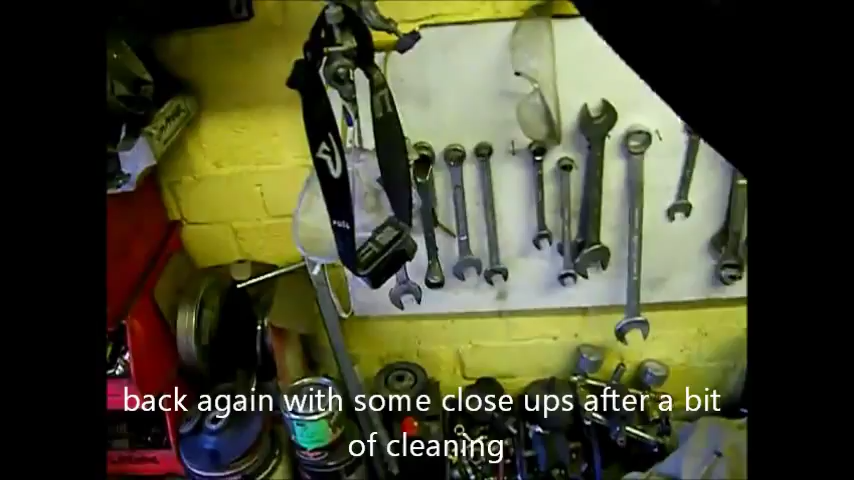 back again with some close ups after a bit
of cleaning